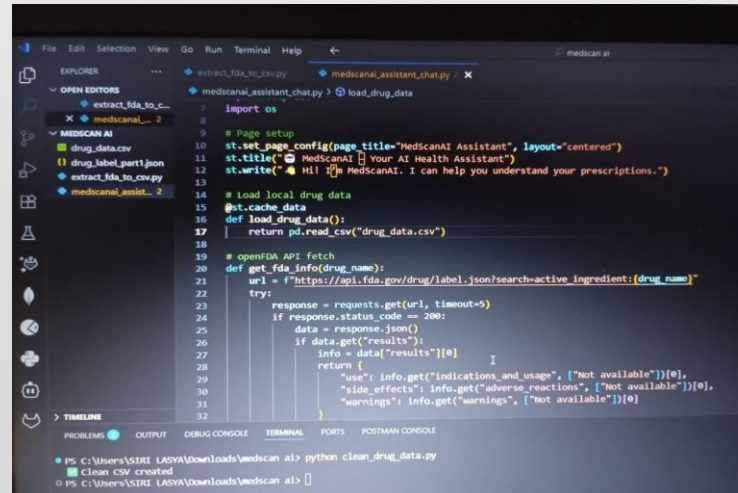 File Edit Selection View Go Run Terminal Help
medscan ai
EXPLORER ...
extract_fda_to_csv.py
medscanai_assistant_chat.py 2
OPEN EDITORS
extract_fda_to_c...
medscanai_... 2
MEDSCAN AI
drug_data.csv
drug_label_part1.json
extract_fda_to_csv.py
medscanai_assist... 2
TIMELINE
medscanai_assistant_chat.py > load_drug_data
7
8 import os
9 # Page setup
10 st.set_page_config(page_title="MedScanAI Assistant", layout="centered")
11 st.title(" MedScanAI Your AI Health Assistant")
12 st.write(" Hi! I'm MedScanAI. I can help you understand your prescriptions.")
13
14 # Load local drug data
15 @st.cache_data
16 def load_drug_data():
17 return pd.read_csv("drug_data.csv")
18
19 # openFDA API fetch
20 def get_fda_info(drug_name):
21 url = f"https://api.fda.gov/drug/label.json?search=active_ingredient:{drug_name}"
22 try:
23 response = requests.get(url, timeout=5)
24 if response.status_code == 200:
25 data = response.json()
26 if data.get("results"):
27 info = data["results"][0]
28 return {
29 "use": info.get("indications_and_usage", ["Not available"])[0],
30 "side_effects": info.get("adverse_reactions", ["Not available"])[0],
31 "warnings": info.get("warnings", ["Not available"])[0]
32 }
PROBLEMS 2 OUTPUT DEBUG CONSOLE TERMINAL PORTS POSTMAN CONSOLE
PS C:\Users\SIRI LASYA\Downloads\medscan ai> python clean_drug_data.py
Clean CSV created
PS C:\Users\SIRI LASYA\Downloads\medscan ai>